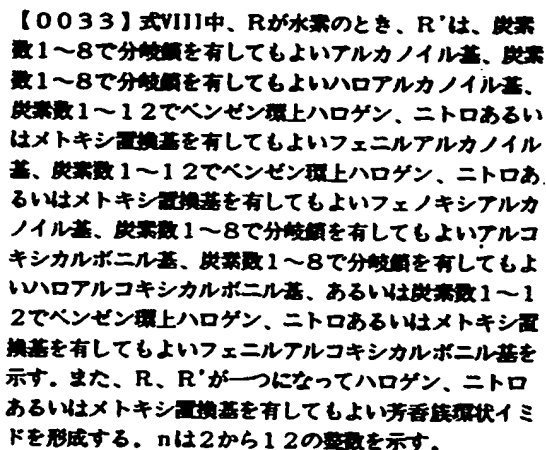 【0033】式VIII中、Rが水素のとき、R'は、炭素
数1～8で分岐鎖を有してもよいアルカノイル基、炭素
数1～8で分岐鎖を有してもよいハロアルカノイル基、
炭素数1～12でベンゼン環上ハロゲン、ニトロあるい
はメトキシ置換基を有してもよいフェニルアルカノイル
基、炭素数1～12でベンゼン環上ハロゲン、ニトロあ
るいはメトキシ置換基を有してもよいフェノキシアルカ
ノイル基、炭素数1～8で分岐鎖を有してもよいアルコ
キシカルボニル基、炭素数1～8で分岐鎖を有してもよ
いハロアルコキシカルボニル基、あるいは炭素数1～1
2でベンゼン環上ハロゲン、ニトロあるいはメトキシ置
換基を有してもよいフェニルアルコキシカルボニル基を
示す。また、R、R'が一つになってハロゲン、ニトロ
あるいはメトキシ置換基を有してもよい芳香族環状イミ
ドを形成する。nは2から12の整数を示す。